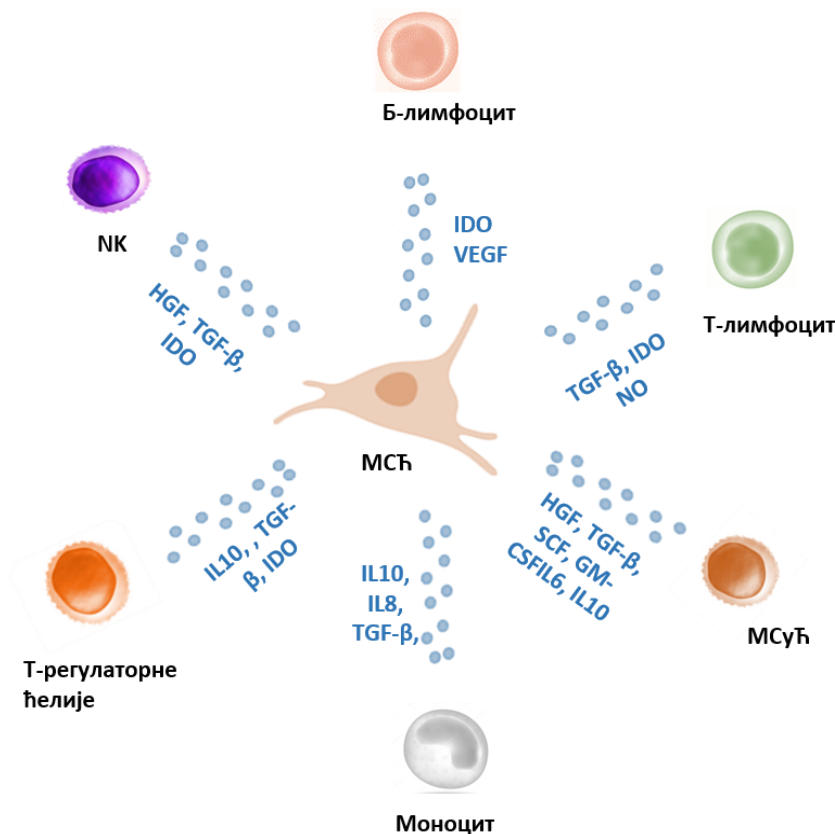 Б-лимфоцит
NK
IDO
VEGF
Т-лимфоцит
HGF, TGF-β,
IDO
TGF-β, IDO
NO
МСЋ
IL10, , TGF-
β, IDO
IL10,
IL8,
TGF-β,
HGF, TGF-β,
SCF, GM-
CSFIL6, IL10
МСуЋ
Т-регулаторне
ћелије
Моноцит